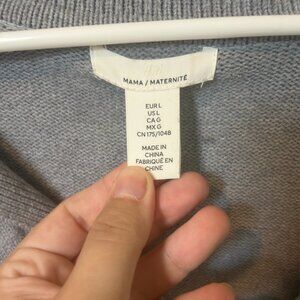 MAMA / MATERNITÉ
EUR L
US L
CA G
MX G
CN 175/104B
MADE IN
CHINA
FABRIQUÉ EN
CHINE